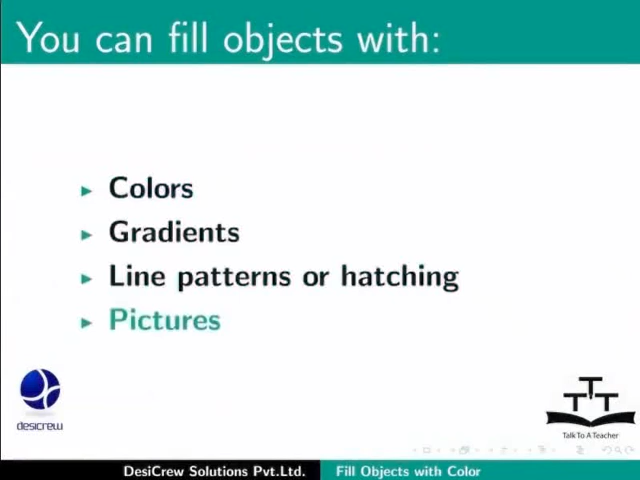 You can fill objects with:
Colors
Gradients
Line patterns or hatching
Pictures
desicrew
TTT
Talk To A Teacher
DesiCrew Solutions Pvt.Ltd. Fill Objects with Color